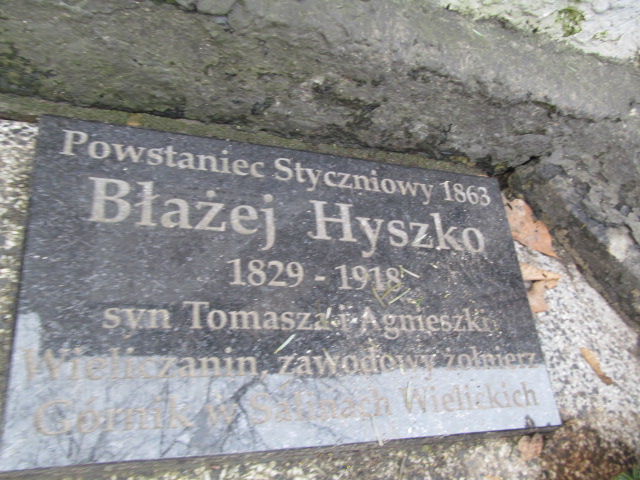 Powstaniec Styczniowy 1863
Błażej Hyszko
1829 - 1918
syn Tomasza i Agnieszki
Wieliczanin, zawodowy żołnierz
Górnik w Salinach Wielickich